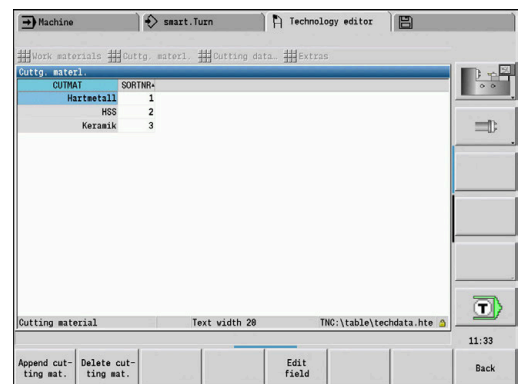 Machine smart.Turn Technology editor
Work materials Cuttg. materl. Cutting data… Extras
Cuttg. materl.
CUTMAT SORTNR
Hartmetall 1
HSS 2
Keramik 3
Cutting material Text width 20 TNC:\table\techdata.hte
T
11:33
Append cut- Delete cut- Edit Back
ting mat. ting mat. field